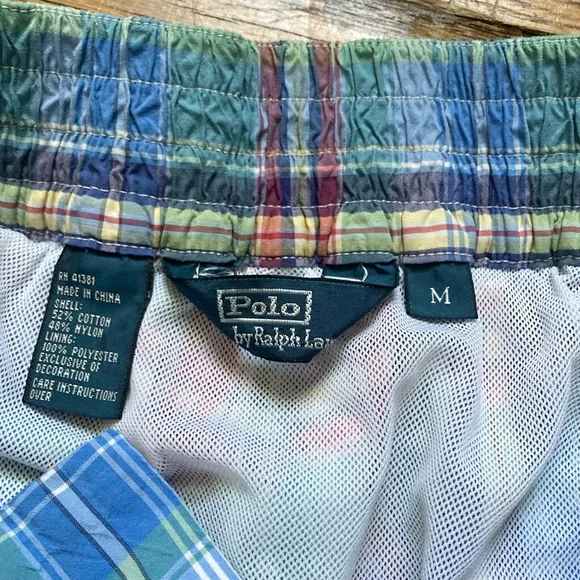 RN 41381
MADE IN CHINA
SHELL:
52% COTTON
48% NYLON
LINING:
100% POLYESTER
EXCLUSIVE OF
DECORATION
CARE INSTRUCTIONS
OVER
Polo
by Ralph Lau
M